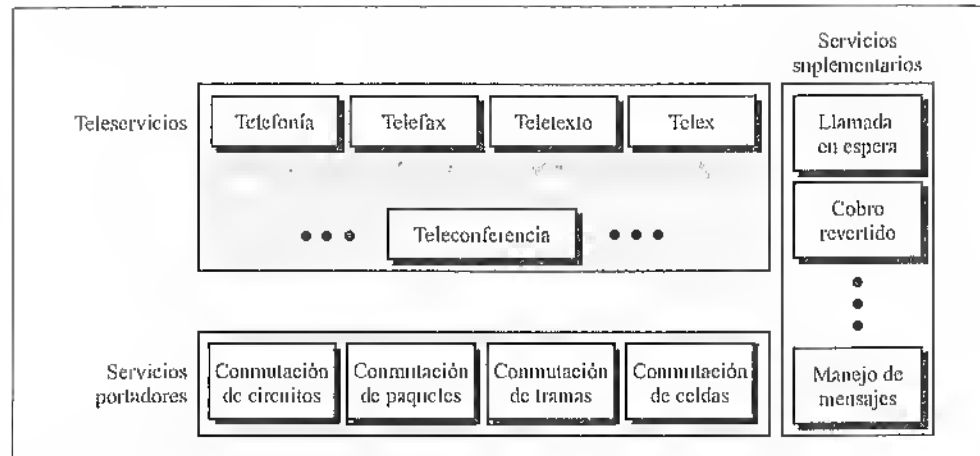 Servicios
suplementarios
Teleservicios
Telefonía
Telefax
Teletexto
Telex
Teleconferencia
Llamada
en espera
Cobro
revertido
Manejo de
mensajes
Servicios
portadores
Conmutación
de circuitos
Conmutación
de paquetes
Conmutación
de tramas
Conmutación
de celdas